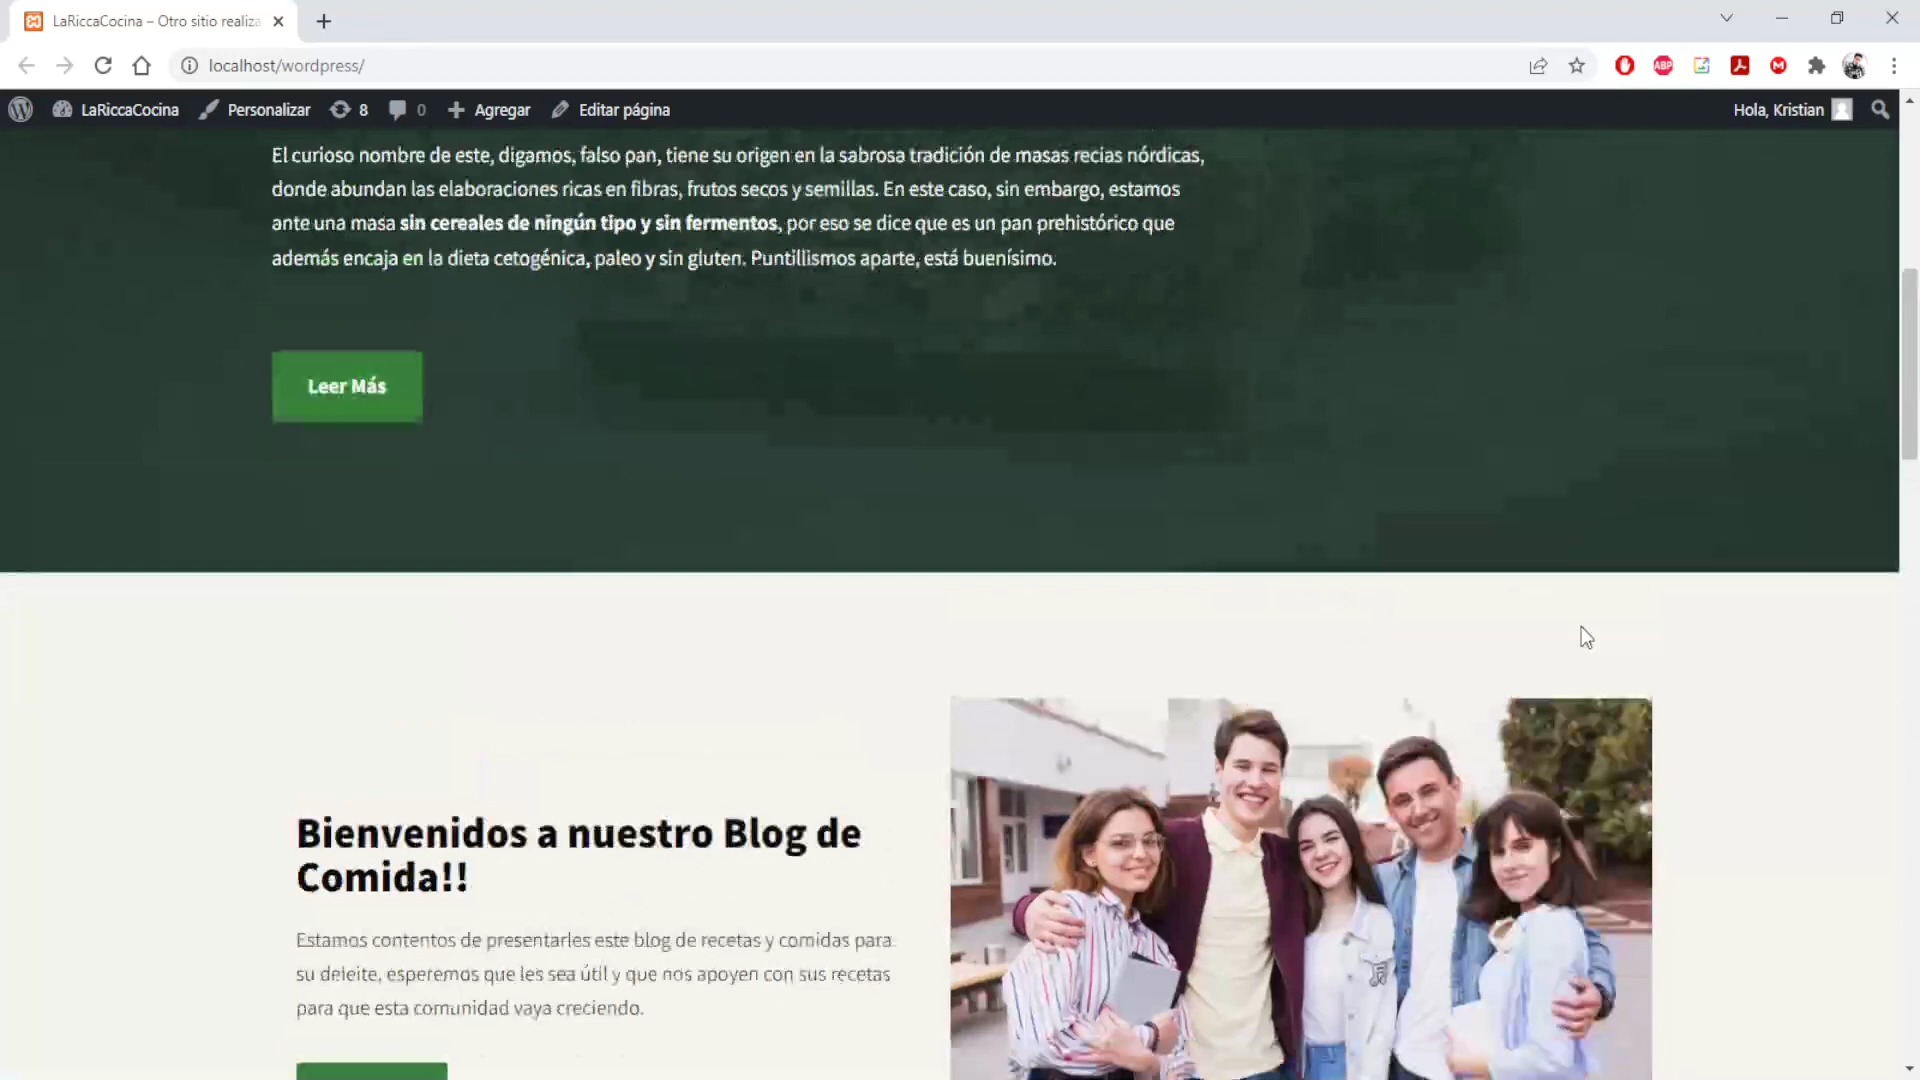 LaRiccaCocina – Otro sitio realiza
localhost/wordpress/
ABP
M
LaRiccaCocina Personalizar 8 0 Agregar Editar página Hola, Kristian
El curioso nombre de este, digamos, falso pan, tiene su origen en la sabrosa tradición de masas recias nórdicas,
donde abundan las elaboraciones ricas en fibras, frutos secos y semillas. En este caso, sin embargo, estamos
ante una masa sin cereales de ningún tipo y sin fermentos, por eso se dice que es un pan prehistórico que
además encaja en la dieta cetogénica, paleo y sin gluten. Puntillismos aparte, está buenísimo.
Leer Más
Bienvenidos a nuestro Blog de
Comida!!
Estamos contentos de presentarles este blog de recetas y comidas para
su deleite, esperemos que les sea útil y que nos apoyen con sus recetas
para que esta comunidad vaya creciendo.